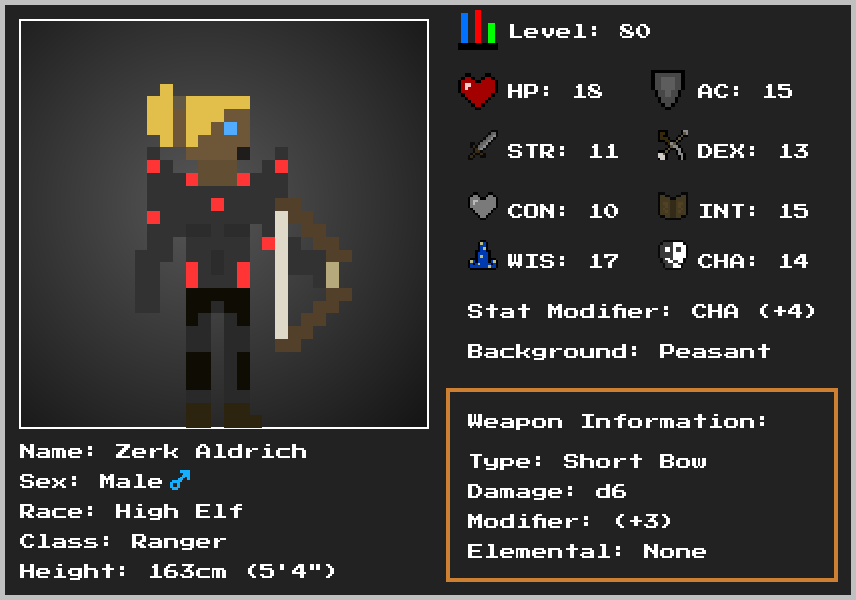 Level: 80
HP: 18
AC: 15
STR: 11
DEX: 13
CON: 10
INT: 15
WIS: 17
CHA: 14
Stat Modifier: CHA (+4)
Background: Peasant
Weapon Information:
Type: Short Bow
Damage: d6
Modifier: (+3)
Elemental: None
Name: Zerk Aldrich
Sex: Male♂
Race: High Elf
Class: Ranger
Height: 163cm (5'4")